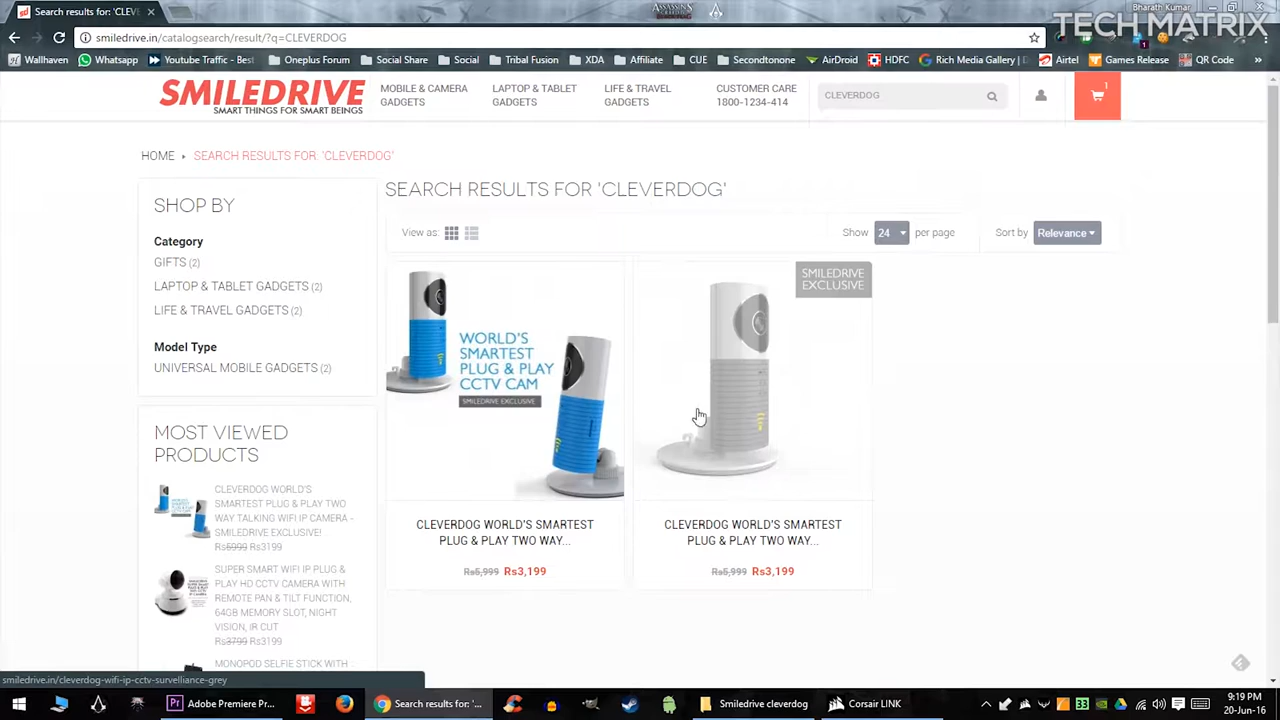 Search results for: 'CLE
ASSASSIN'S
Bharath Kumar
TECH MATRIX
smiledrive.in/catalogsearch/result/?q=CLEVERDOG
Wallhaven
Whatsapp
Youtube Traffic - Best
Oneplus Forum
Social Share
Social
Tribal Fusion
XDA
Affiliate
CUE
Secondtonone
AirDroid
HDFC
Rich Media Gallery |
Airtel
Games Release
QR Code
»
SMILEDRIVE
SMART THINGS FOR SMART BEINGS
MOBILE & CAMERA
GADGETS
LAPTOP & TABLET
GADGETS
LIFE & TRAVEL
GADGETS
CUSTOMER CARE
1800-1234-414
CLEVERDOG
1
HOME
SEARCH RESULTS FOR: 'CLEVERDOG'
SHOP BY
Category
GIFTS (2)
LAPTOP & TABLET GADGETS (2)
LIFE & TRAVEL GADGETS (2)
Model Type
UNIVERSAL MOBILE GADGETS (2)
MOST VIEWED
PRODUCTS
CLEVERDOG WORLD'S
SMARTEST PLUG & PLAY TWO
WAY TALKING WIFI IP CAMERA -
SMILEDRIVE EXCLUSIVE!
Rs6999 Rs3199
SUPER SMART WIFI IP PLUG &
PLAY HD CCTV CAMERA WITH
REMOTE PAN & TILT FUNCTION,
64GB MEMORY SLOT, NIGHT
VISION, IR CUT
Rs3799 Rs3199
MONOPOD SELFIE STICK WITH
SEARCH RESULTS FOR 'CLEVERDOG'
View as:
Show 24 per page
Sort by Relevance
WORLD'S
SMARTEST
PLUG & PLAY
CCTV CAM
SMILEDRIVE EXCLUSIVE
CLEVERDOG WORLD'S SMARTEST
PLUG & PLAY TWO WAY...
Rs5,999 Rs3,199
SMILEDRIVE
EXCLUSIVE
CLEVERDOG WORLD'S SMARTEST
PLUG & PLAY TWO WAY...
Rs5,999 Rs3,199
smiledrive.in/cleverdog-wifi-ip-cctv-survelliance-grey
Adobe Premiere Pr...
Search results for: '...
Smiledrive cleverdog
Corsair LINK
33
9:19 PM
20-Jun-16